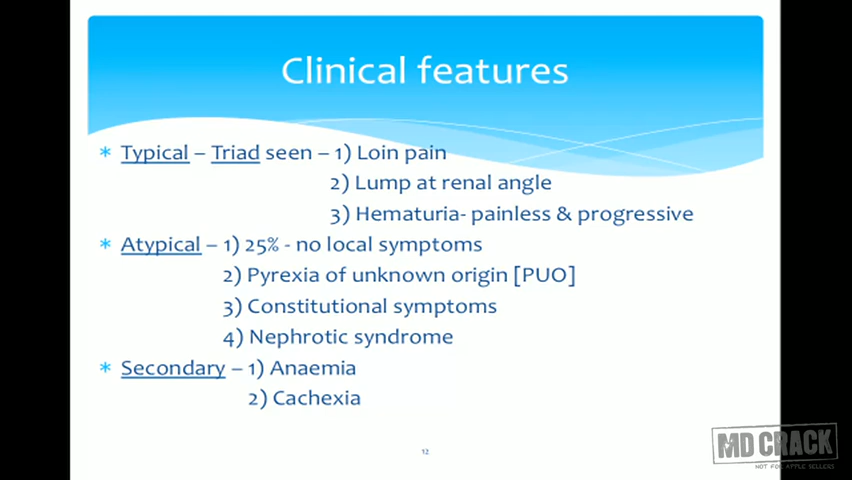 Clinical features
* Typical – Triad seen – 1) Loin pain
2) Lump at renal angle
3) Hematuria- painless & progressive
* Atypical – 1) 25% - no local symptoms
2) Pyrexia of unknown origin [PUO]
3) Constitutional symptoms
4) Nephrotic syndrome
* Secondary – 1) Anaemia
2) Cachexia
12
MD CRACK
NOT FOR APPLE SELLERS